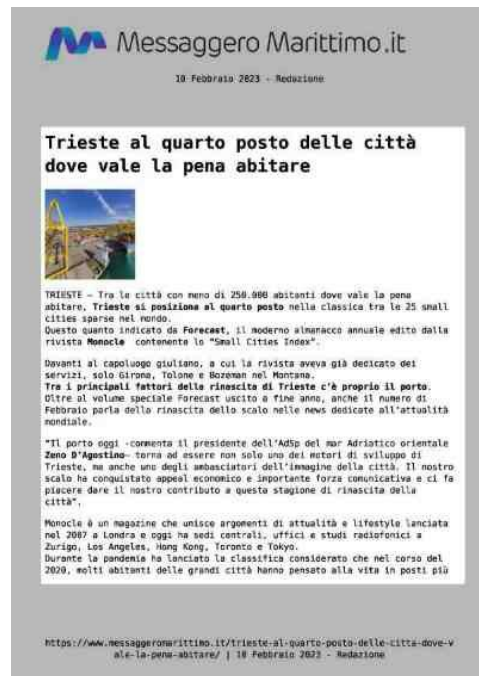 Messaggero Marittimo.it
10 Febbraio 2023 - Redazione
Trieste al quarto posto delle città
dove vale la pena abitare
TRIESTE – Tra le città con meno di 250.000 abitanti dove vale la pena
abitare, Trieste si posiziona al quarto posto nella classica tra le 25 small
cities sparse nel mondo.
Questo quanto indicato da Forecast, il moderno almanacco annuale edito dalla
rivista Monocle contenente lo "Small Cities Index".
Davanti al capoluogo giuliano, a cui la rivista aveva già dedicato dei
servizi, solo Girona, Tolone e Bozeman nel Montana.
Tra i principali fattori della rinascita di Trieste c'è proprio il porto.
Oltre al volume speciale Forecast uscito a fine anno, anche il numero di
Febbraio parla della rinascita dello scalo nelle news dedicate all'attualità
mondiale.
"Il porto oggi -commenta il presidente dell'AdSp del mar Adriatico orientale
Zeno D'Agostino– torna ad essere non solo uno dei motori di sviluppo di
Trieste, ma anche uno degli ambasciatori dell'immagine della città. Il nostro
scalo ha conquistato appeal economico e importante forza comunicativa e ci fa
piacere dare il nostro contributo a questa stagione di rinascita della
città".
Monocle è un magazine che unisce argomenti di attualità e lifestyle lanciata
nel 2007 a Londra e oggi ha sedi centrali, uffici e studi radiofonici a
Zurigo, Los Angeles, Hong Kong, Toronto e Tokyo.
Durante la pandemia ha lanciato la classifica considerato che nel corso del
2020, molti abitanti delle grandi città hanno pensato alla vita in posti più
https://www.messaggeromarittimo.it/trieste-al-quarto-posto-delle-citta-dove-v
ale-la-pena-abitare/ | 10 Febbraio 2023 - Redazione